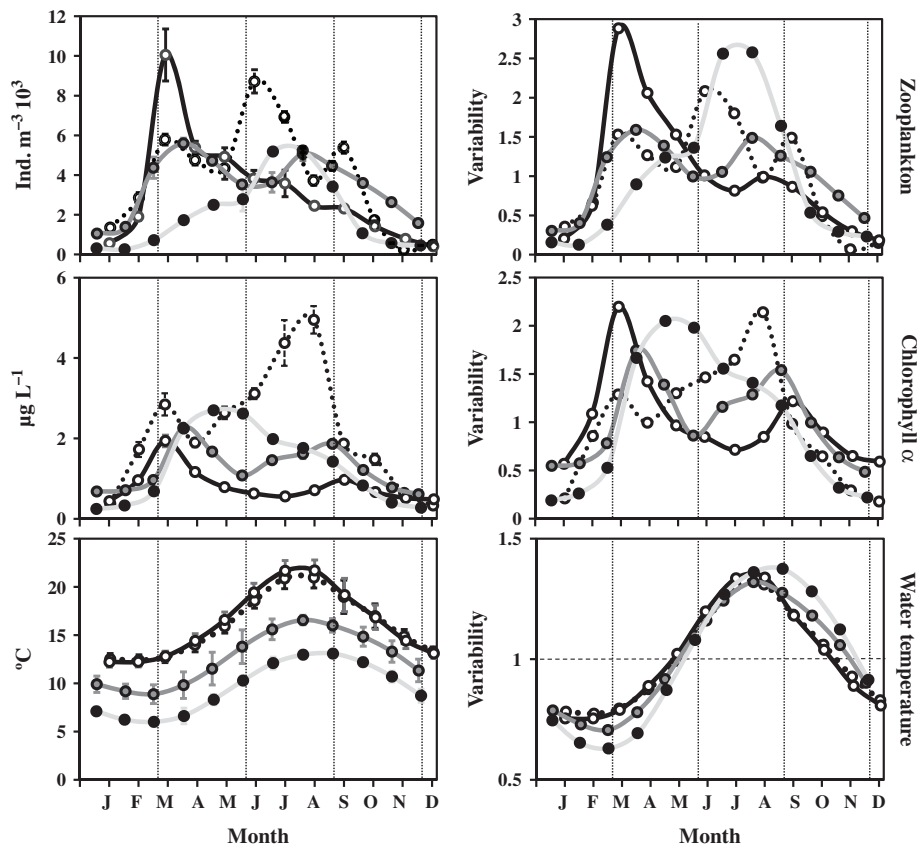 12
10
8
6
4
2
0
Ind. m⁻³ 10³
3
2.5
2
1.5
1
0.5
0
Variability
Zooplankton
6
4
2
0
µg L⁻¹
2.5
2
1.5
1
0.5
0
Variability
Chlorophyll α
25
20
15
10
5
0
ºC
J F M A M J J A S O N D
Month
1.5
1
0.5
Variability
J F M A M J J A S O N D
Month
Water temperature